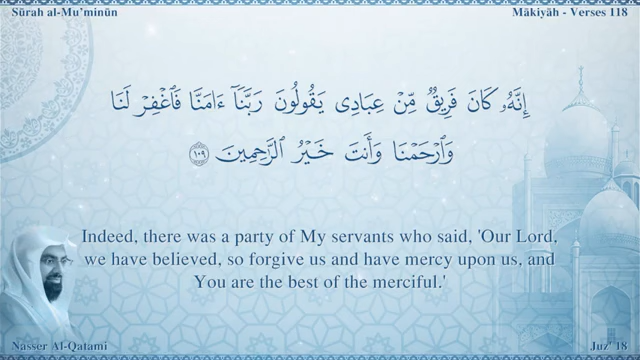 Sūrah al-Mu’minūn
Mākiyāh - Verses 118
إِنَّهُۥ كَانَ فَرِيقٌ مِّنْ عِبَادِى يَقُولُونَ رَبَّنَآ ءَامَنَّا فَٱغْفِرْ لَنَا
وَٱرْحَمْنَا وَأَنتَ خَيْرُ ٱلرَّٰحِمِينَ ١٠٩
Indeed, there was a party of My servants who said, 'Our Lord,
we have believed, so forgive us and have mercy upon us, and
You are the best of the merciful.'
Nasser Al-Qatami
Juz' 18